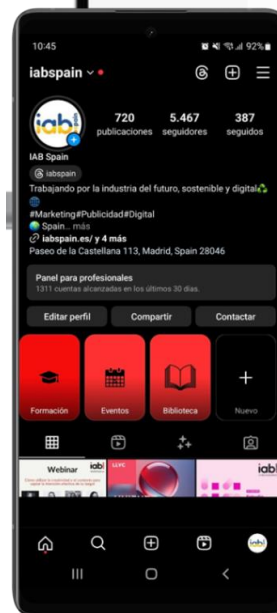 10:45
92%
iabspain
iab
720
5.467
387
publicaciones
seguidores
seguidos
IAB Spain
iabspain
Trabajando por la industria del futuro, sostenible y digital
#Marketing#Publicidad#Digital
Spain... más
iabspain.es/ y 4 más
Paseo de la Castellana 113, Madrid, Spain 28046
Panel para profesionales
1311 cuentas alcanzadas en los últimos 30 días.
Editar perfil
Compartir
Contactar
Formación
Eventos
Biblioteca
Nuevo
Webinar
iab
LLYC
iab
iab